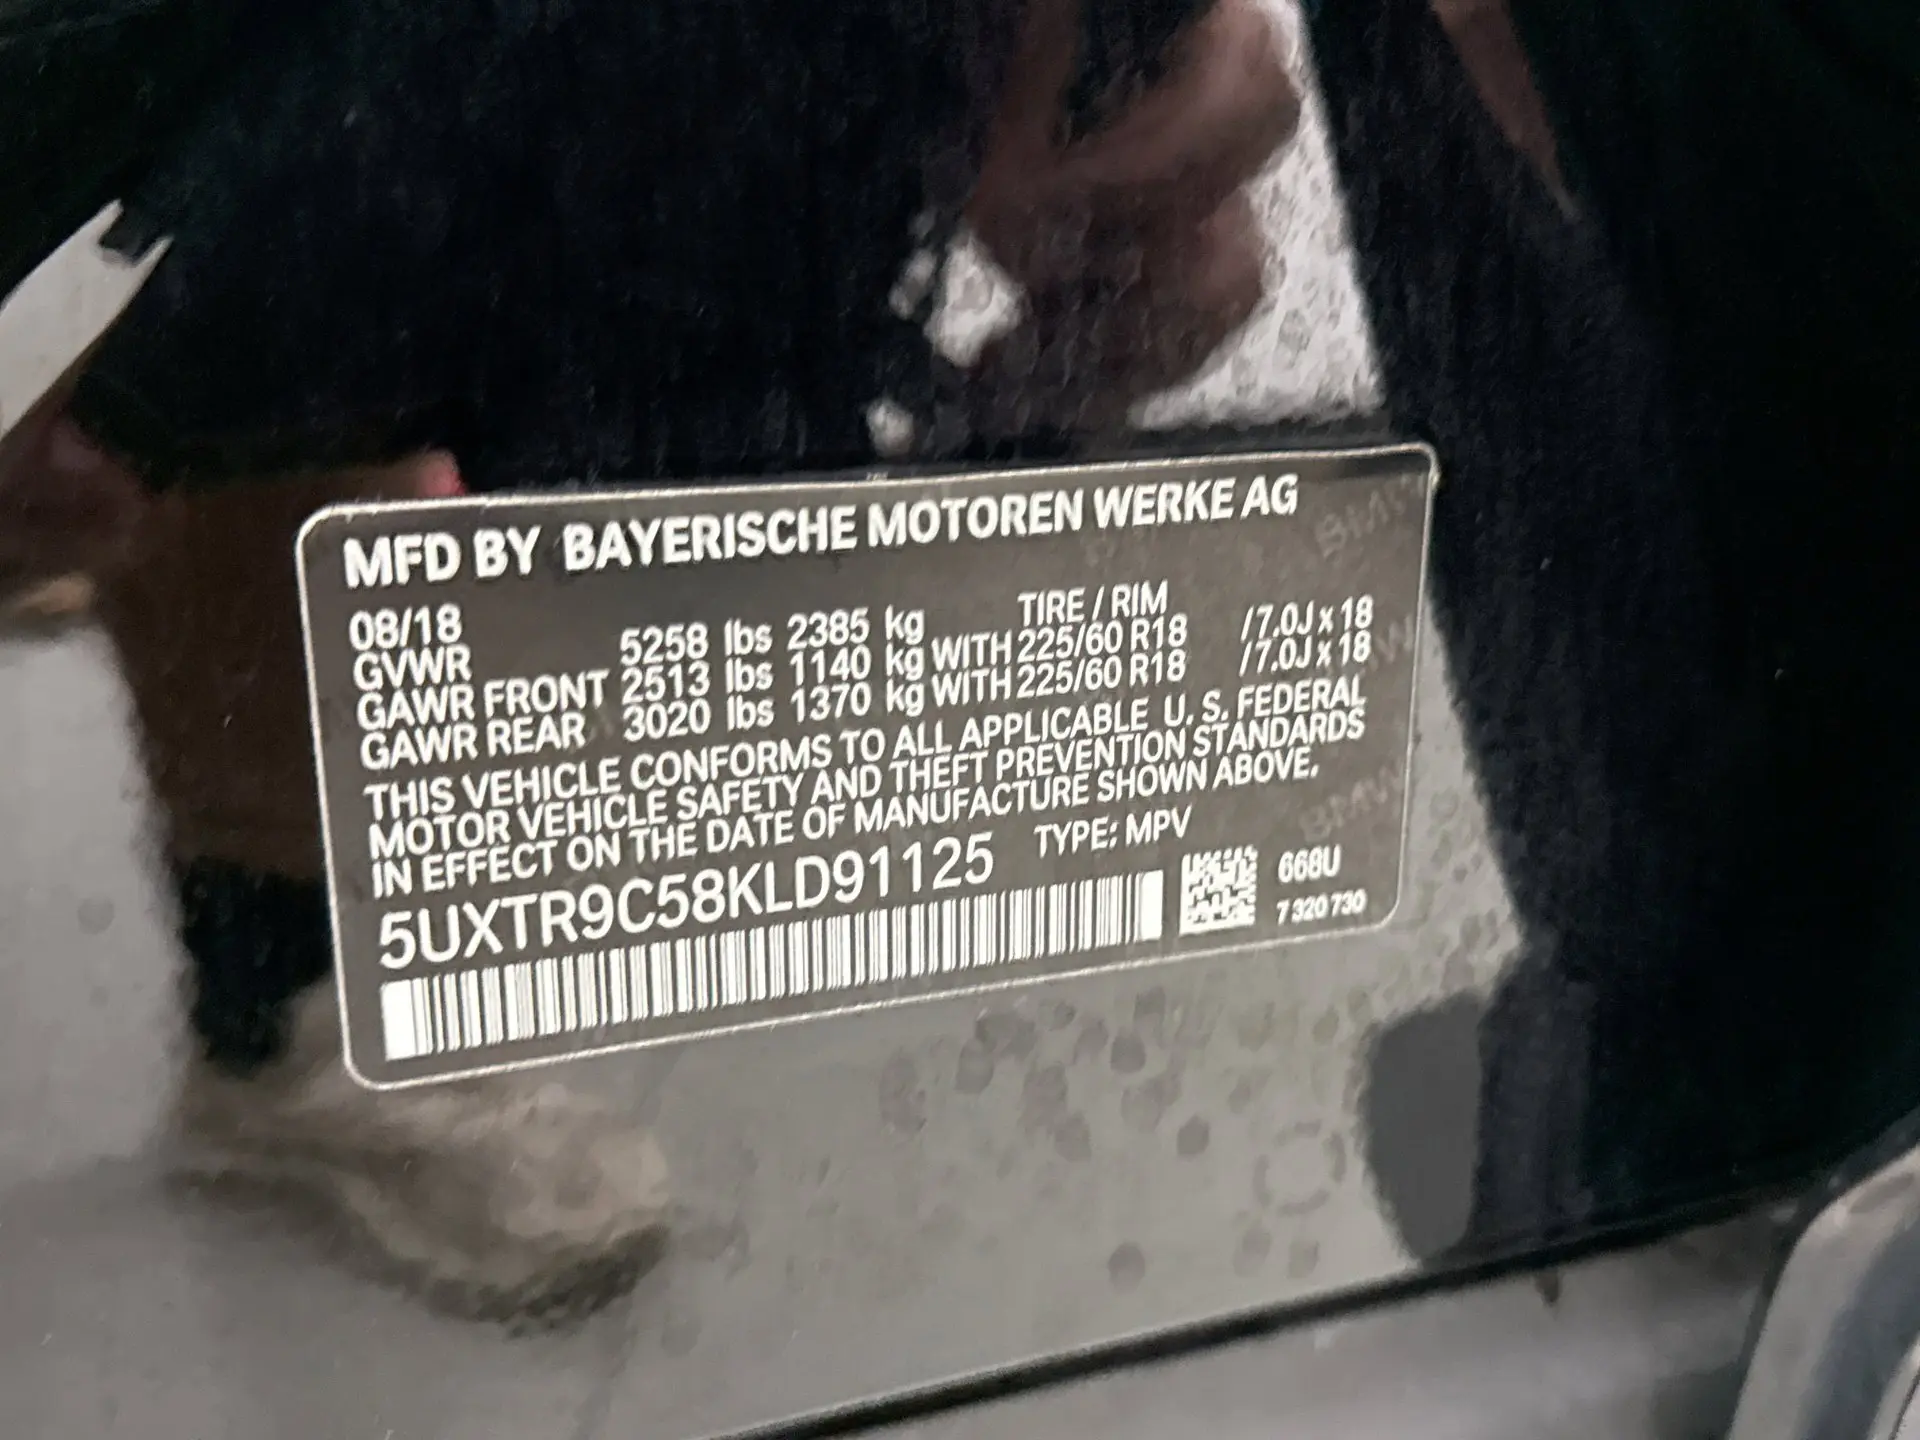 MFD BY BAYERISCHE MOTOREN WERKE AG
08/18 TIRE / RIM
GVWR 5258 lbs 2385 kg
GAWR FRONT 2513 lbs 1140 kg WITH 225/60 R18 /7.0J x 18
GAWR REAR 3020 lbs 1370 kg WITH 225/60 R18 /7.0J x 18
THIS VEHICLE CONFORMS TO ALL APPLICABLE U. S. FEDERAL
MOTOR VEHICLE SAFETY AND THEFT PREVENTION STANDARDS
IN EFFECT ON THE DATE OF MANUFACTURE SHOWN ABOVE.
5UXTR9C58KLD91125 TYPE: MPV
668U
7 320 730
BMW
BMW
BMW